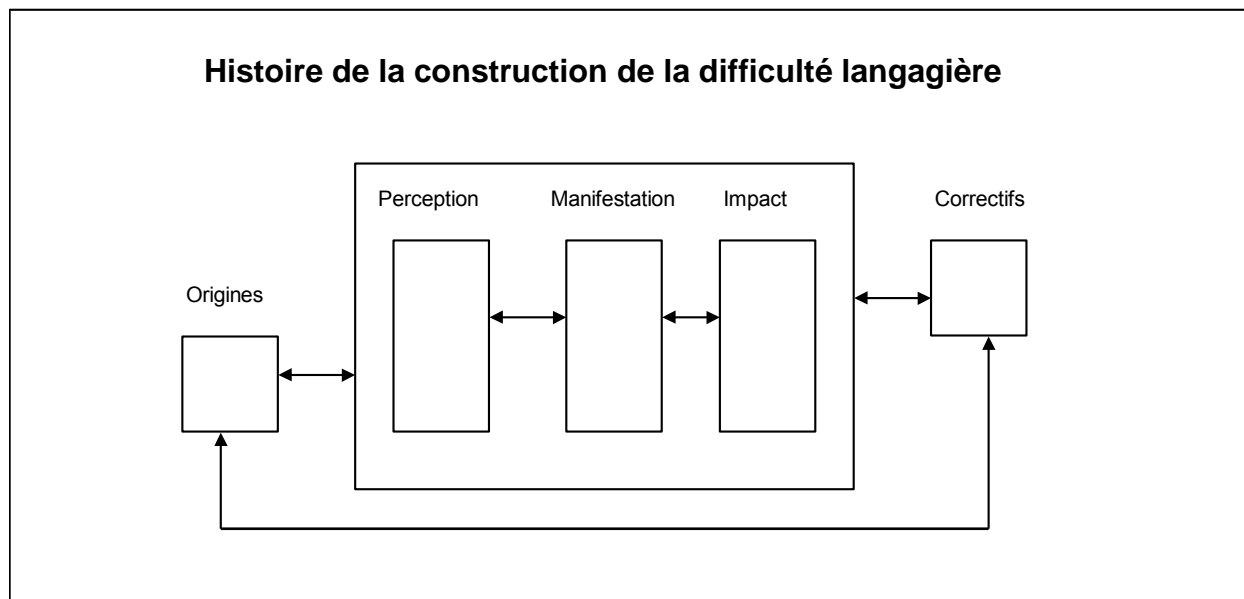 Histoire de la construction de la difficulté langagière
Perception Manifestation Impact Correctifs
Origines